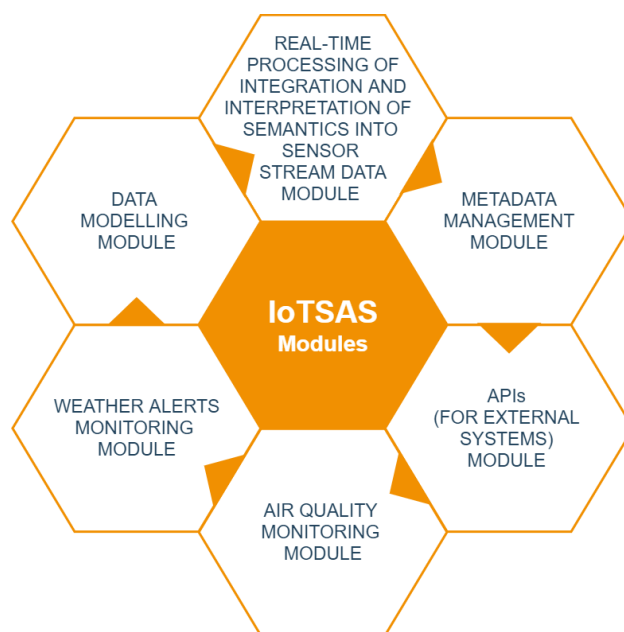 REAL-TIME
PROCESSING OF
INTEGRATION AND
INTERPRETATION OF
SEMANTICS INTO
SENSOR
STREAM DATA
MODULE
DATA
MODELLING
MODULE
METADATA
MANAGEMENT
MODULE
IoTSAS
Modules
WEATHER ALERTS
MONITORING
MODULE
APIs
(FOR EXTERNAL
SYSTEMS)
MODULE
AIR QUALITY
MONITORING
MODULE